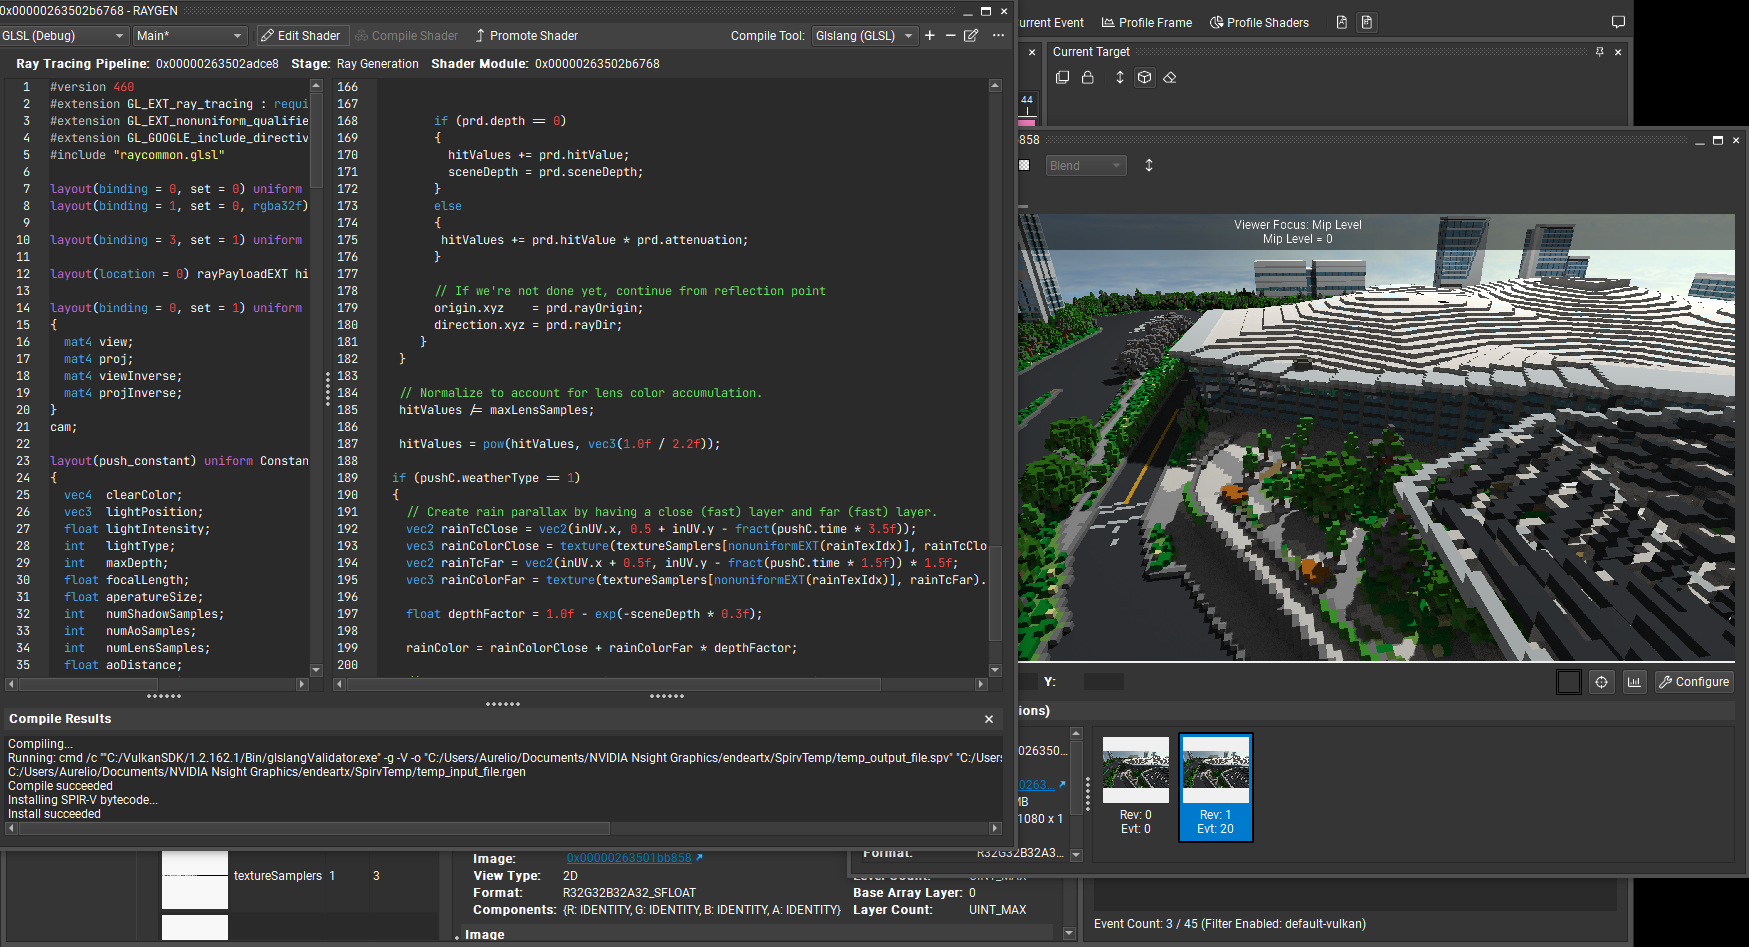 0x00000263502b6768 - RAYGEN
GLSL (Debug)
Main*
Edit Shader
Compile Shader
Promote Shader
Compile Tool:
Glslang (GLSL)
Ray Tracing Pipeline: 0x00000263502adce8 Stage: Ray Generation Shader Module: 0x00000263502b6768
1 #version 460
2 #extension GL_EXT_ray_tracing : requi
3 #extension GL_EXT_nonuniform_qualifie
4 #extension GL_GOOGLE_include_directiv
5 #include "raycommon.glsl"
6
7 layout(binding = 0, set = 0) uniform
8 layout(binding = 1, set = 0, rgba32f)
9
10 layout(binding = 3, set = 1) uniform
11
12 layout(location = 0) rayPayloadEXT hi
13
14 layout(binding = 0, set = 1) uniform
15 {
16 mat4 view;
17 mat4 proj;
18 mat4 viewInverse;
19 mat4 projInverse;
20 }
21 cam;
22
23 layout(push_constant) uniform Constan
24 {
25 vec4 clearColor;
26 vec3 lightPosition;
27 float lightIntensity;
28 int lightType;
29 int maxDepth;
30 float focalLength;
31 float aperatureSize;
32 int numShadowSamples;
33 int numAoSamples;
34 int numLensSamples;
35 float aoDistance;
166
167
168 if (prd.depth == 0)
169 {
170 hitValues += prd.hitValue;
171 sceneDepth = prd.sceneDepth;
172 }
173 else
174 {
175 hitValues += prd.hitValue * prd.attenuation;
176 }
177
178 // If we're not done yet, continue from reflection point
179 origin.xyz = prd.rayOrigin;
180 direction.xyz = prd.rayDir;
181 }
182 }
183
184 // Normalize to account for lens color accumulation.
185 hitValues /= maxLensSamples;
186
187 hitValues = pow(hitValues, vec3(1.0f / 2.2f));
188
189 if (pushC.weatherType == 1)
190 {
191 // Create rain parallax by having a close (fast) layer and far (fast) layer.
192 vec2 rainTcClose = vec2(inUV.x, 0.5 + inUV.y - fract(pushC.time * 3.5f));
193 vec3 rainColorClose = texture(textureSamplers[nonuniformEXT(rainTexIdx)], rainTcClo
194 vec2 rainTcFar = vec2(inUV.x + 0.5f, inUV.y - fract(pushC.time * 1.5f)) * 1.5f;
195 vec3 rainColorFar = texture(textureSamplers[nonuniformEXT(rainTexIdx)], rainTcFar).
196
197 float depthFactor = 1.0f - exp(-sceneDepth * 0.3f);
198
199 rainColor = rainColorClose + rainColorFar * depthFactor;
200
Compile Results
Compiling...
Running: cmd /c ""C:/VulkanSDK/1.2.162.1/Bin/glslangValidator.exe" -g -V -o "C:/Users/Aurelio/Documents/NVIDIA Nsight Graphics/endeartx/SpirvTemp/temp_output_file.spv" "C:/Users
C:/Users/Aurelio/Documents/NVIDIA Nsight Graphics/endeartx/SpirvTemp/temp_input_file.rgen
Compile succeeded
Installing SPIR-V bytecode...
Install succeeded
textureSamplers 1 3
Image: 0x00000263501bb858
View Type: 2D
Format: R32G32B32A32_SFLOAT
Components: {R: IDENTITY, G: IDENTITY, B: IDENTITY, A: IDENTITY}
Image
Base Array Layer: 0
Layer Count: UINT_MAX
urrent Event
Profile Frame
Profile Shaders
Current Target
44
858
Blend
Viewer Focus: Mip Level
Mip Level = 0
Y:
Configure
ions)
026350...
0263...
MB
1080 x 1
Format: R32G32B32A3...
Rev: 0
Evt: 0
Rev: 1
Evt: 20
Event Count: 3 / 45 (Filter Enabled: default-vulkan)